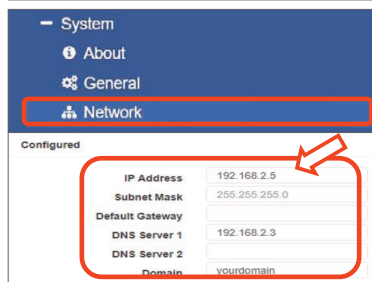 − System
About
General
Network
Configured
IP Address 192.168.2.5
Subnet Mask 255.255.255.0
Default Gateway
DNS Server 1 192.168.2.3
DNS Server 2
Domain yourdomain